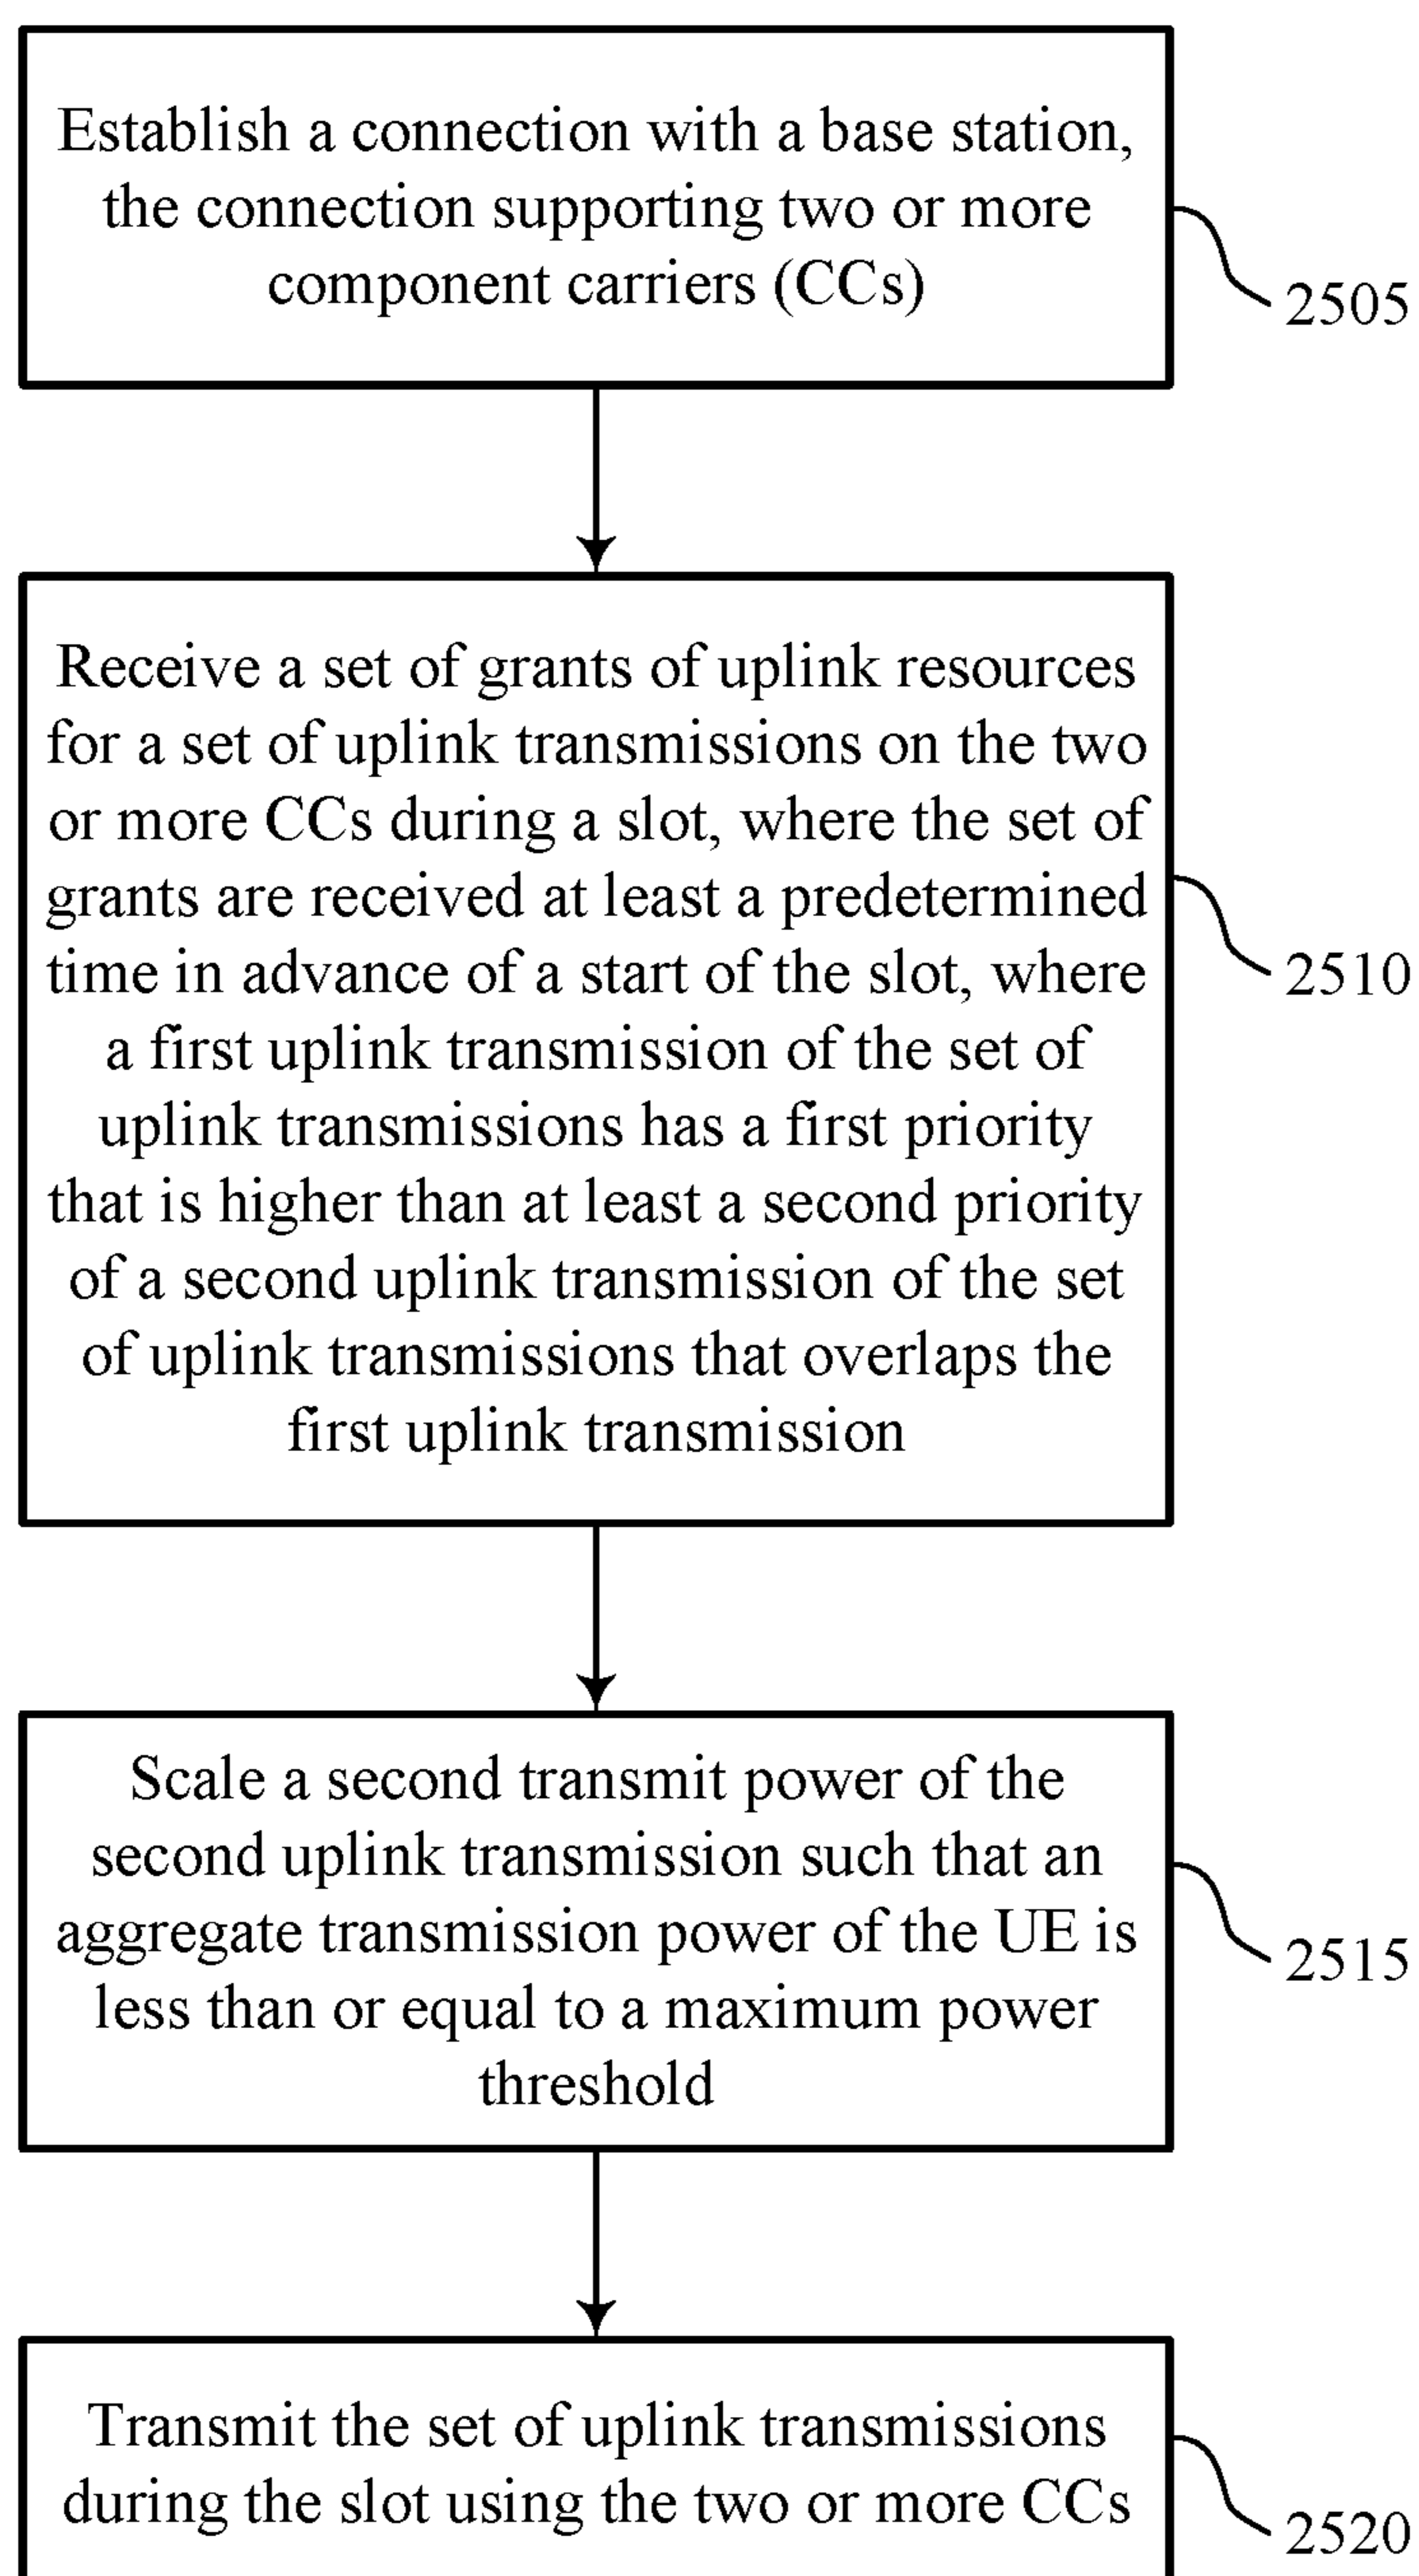 Establish a connection with a base station,
the connection supporting two or more
component carriers (CCs)
2505
Receive a set of grants of uplink resources
for a set of uplink transmissions on the two
or more CCs during a slot, where the set of
grants are received at least a predetermined
time in advance of a start of the slot, where
a first uplink transmission of the set of
uplink transmissions has a first priority
that is higher than at least a second priority
of a second uplink transmission of the set
of uplink transmissions that overlaps the
first uplink transmission
2510
Scale a second transmit power of the
second uplink transmission such that an
aggregate transmission power of the UE is
less than or equal to a maximum power
threshold
2515
Transmit the set of uplink transmissions
during the slot using the two or more CCs
2520